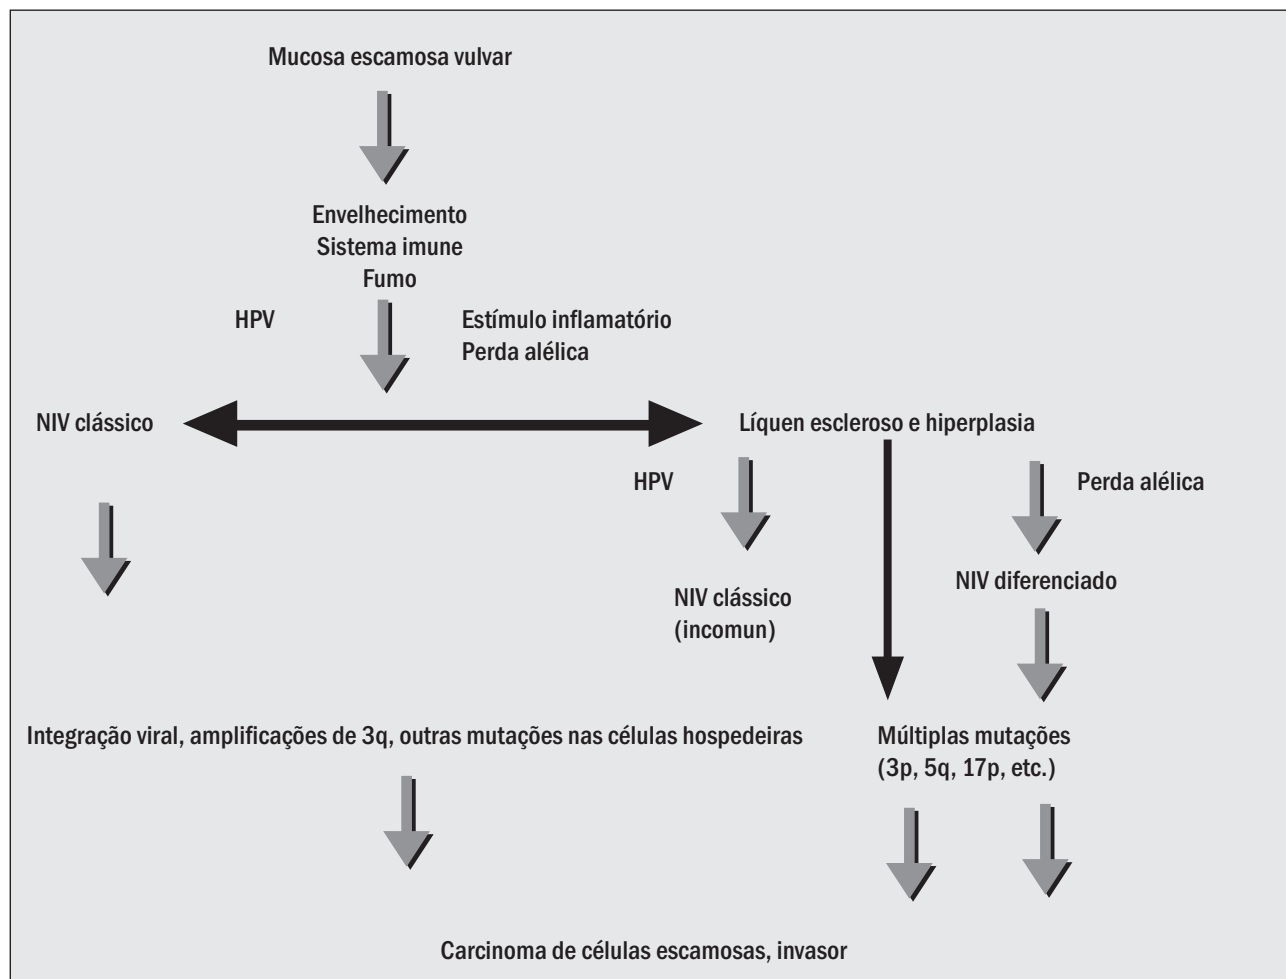 Mucosa escamosa vulvar
Envelhecimento
Sistema imune
Fumo
HPV
Estímulo inflamatório
Perda alélica
NIV clássico
Líquen escleroso e hiperplasia
HPV
Perda alélica
NIV clássico
(incomun)
NIV diferenciado
Integração viral, amplificações de 3q, outras mutações nas células hospedeiras
Múltiplas mutações
(3p, 5q, 17p, etc.)
Carcinoma de células escamosas, invasor